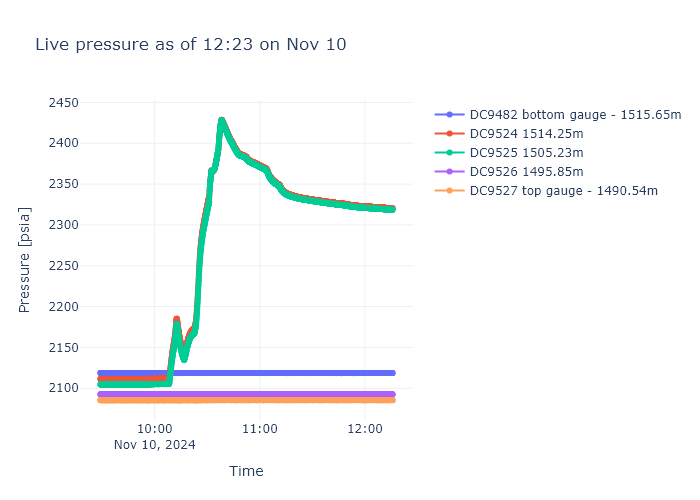 Live pressure as of 12:23 on Nov 10
2450
2400
2350
2300
2250
2200
2150
2100
Pressure [psia]
10:00
Nov 10, 2024
11:00
12:00
Time
DC9482 bottom gauge - 1515.65m
DC9524 1514.25m
DC9525 1505.23m
DC9526 1495.85m
DC9527 top gauge - 1490.54m